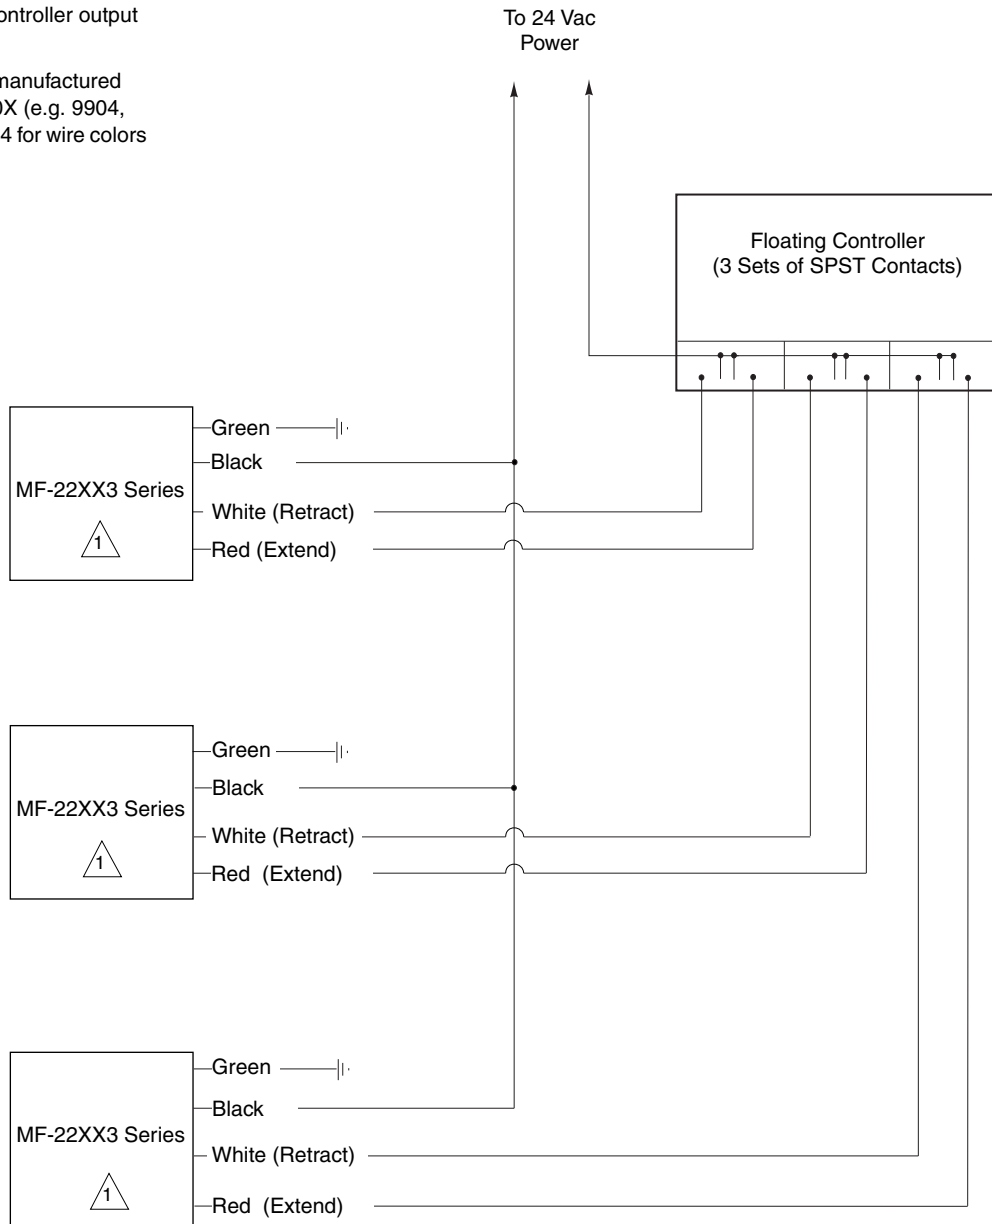 ontroller output
manufactured
0X (e.g. 9904,
4 for wire colors
To 24 Vac
Power
Floating Controller
(3 Sets of SPST Contacts)
MF-22XX3 Series
1
Green
Black
White (Retract)
Red (Extend)
MF-22XX3 Series
1
Green
Black
White (Retract)
Red (Extend)
MF-22XX3 Series
1
Green
Black
White (Retract)
Red (Extend)